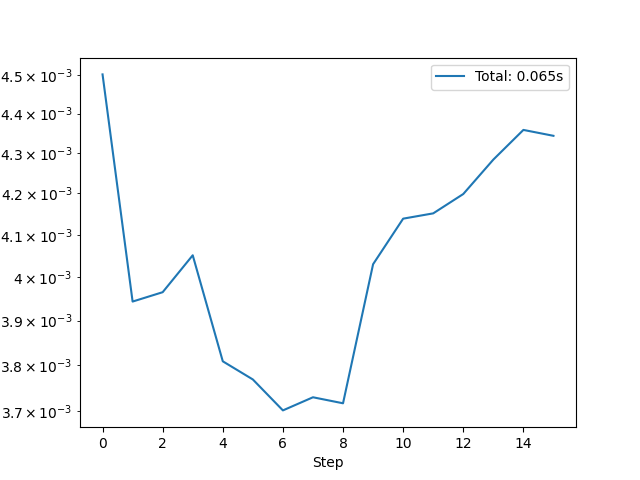 Total: 0.065s
4.5 × 10⁻³
4.4 × 10⁻³
4.3 × 10⁻³
4.2 × 10⁻³
4.1 × 10⁻³
4 × 10⁻³
3.9 × 10⁻³
3.8 × 10⁻³
3.7 × 10⁻³
0 2 4 6 8 10 12 14
Step